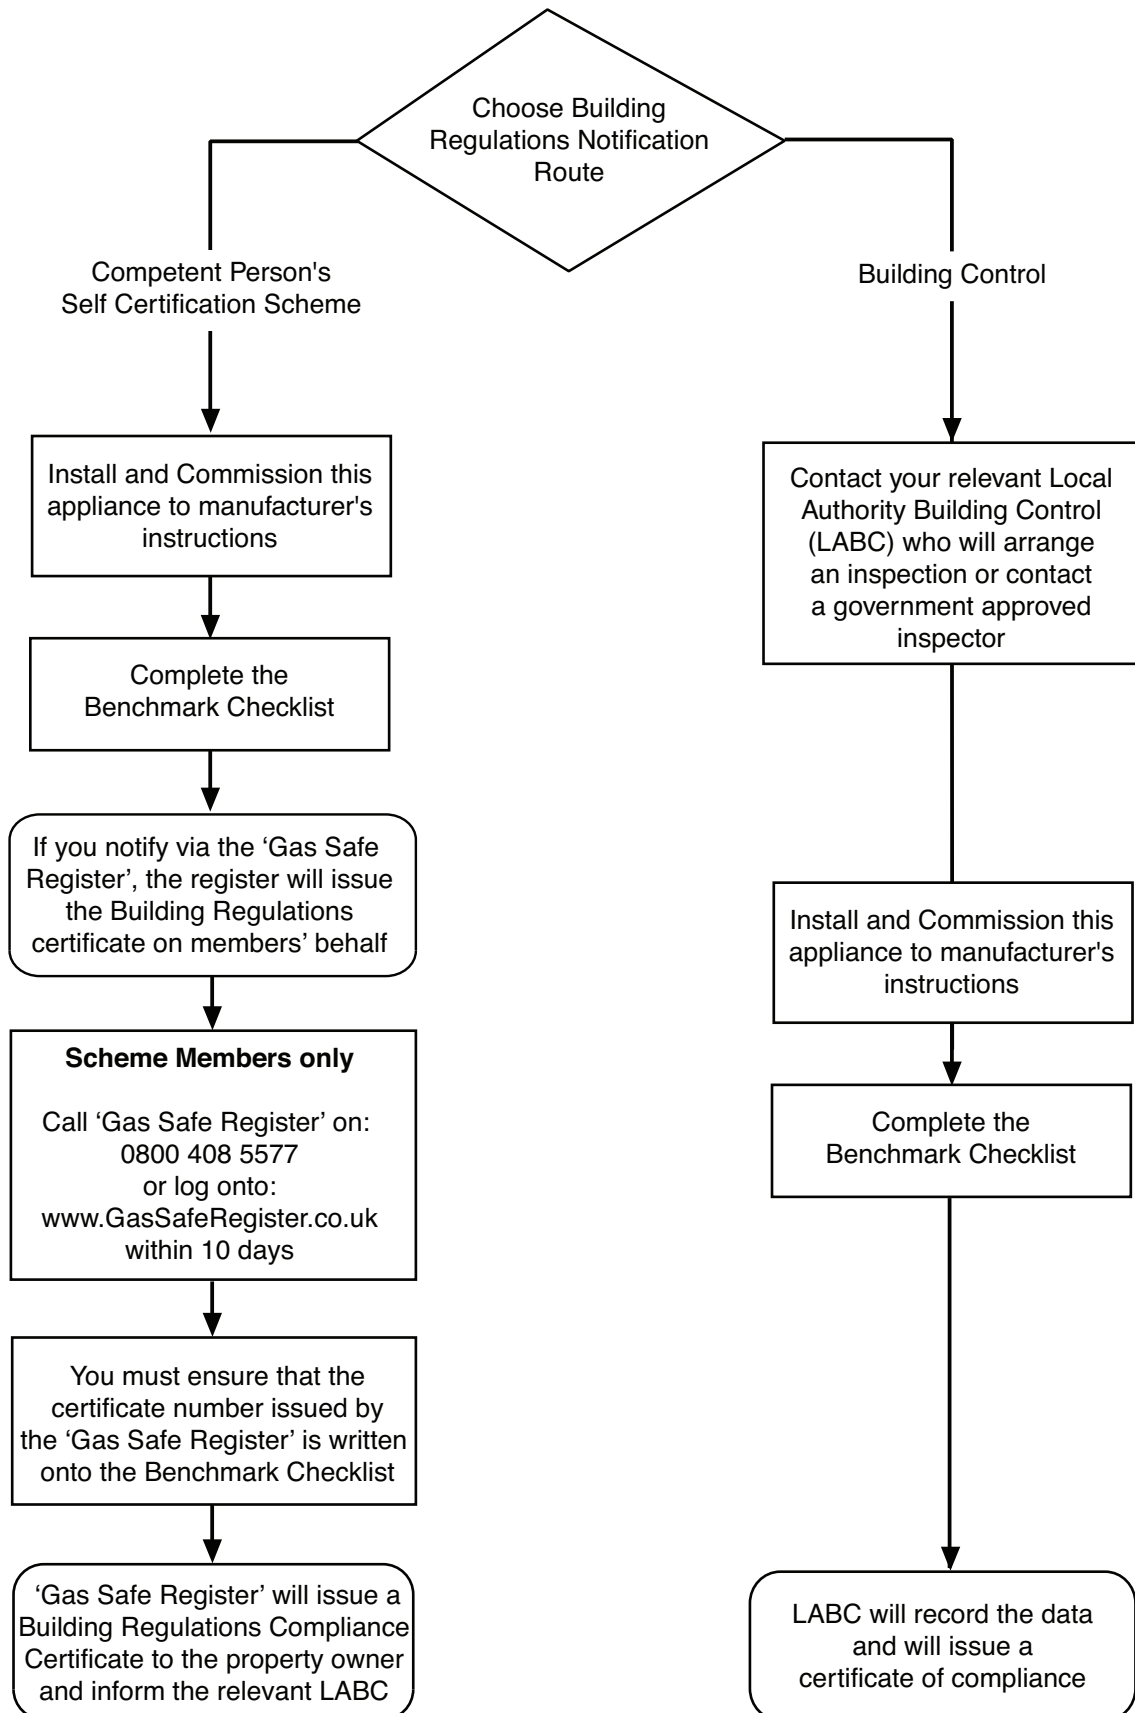 Choose Building
Regulations Notification
Route
Competent Person's
Self Certification Scheme
Building Control
Install and Commission this
appliance to manufacturer's
instructions
Complete the
Benchmark Checklist
If you notify via the ‘Gas Safe
Register’, the register will issue
the Building Regulations
certificate on members’ behalf
Scheme Members only
Call ‘Gas Safe Register’ on:
0800 408 5577
or log onto:
www.GasSafeRegister.co.uk
within 10 days
You must ensure that the
certificate number issued by
the ‘Gas Safe Register’ is written
onto the Benchmark Checklist
‘Gas Safe Register’ will issue a
Building Regulations Compliance
Certificate to the property owner
and inform the relevant LABC
Contact your relevant Local
Authority Building Control
(LABC) who will arrange
an inspection or contact
a government approved
inspector
Install and Commission this
appliance to manufacturer's
instructions
Complete the
Benchmark Checklist
LABC will record the data
and will issue a
certificate of compliance